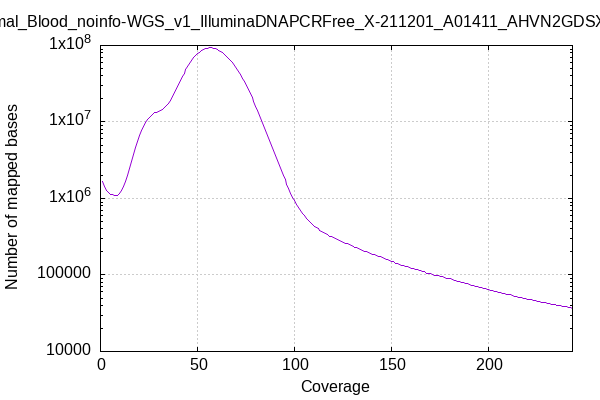 mal_Blood_noinfo-WGS_v1_IlluminaDNAPCRFree_X-211201_A01411_AHVN2GDSX
1x10^8
1x10^7
1x10^6
100000
10000
Number of mapped bases
0 50 100 150 200
Coverage